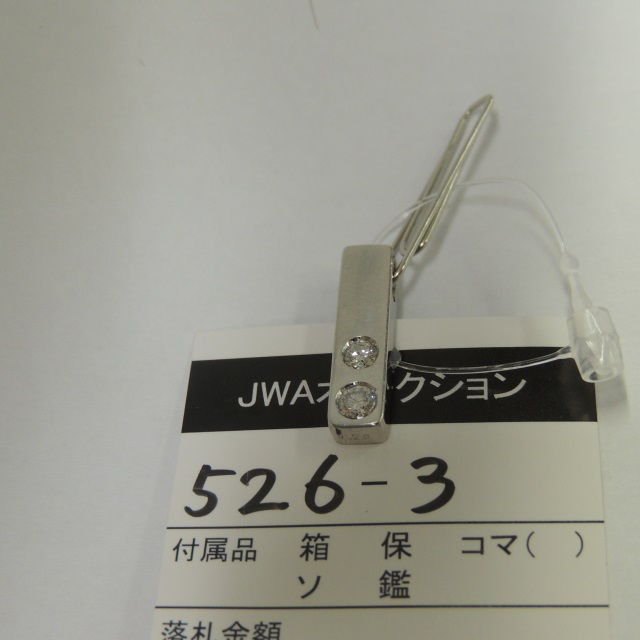 JWAオ クション
526-3
付属品 箱 保 コマ( )
ソ 鑑
落札金額